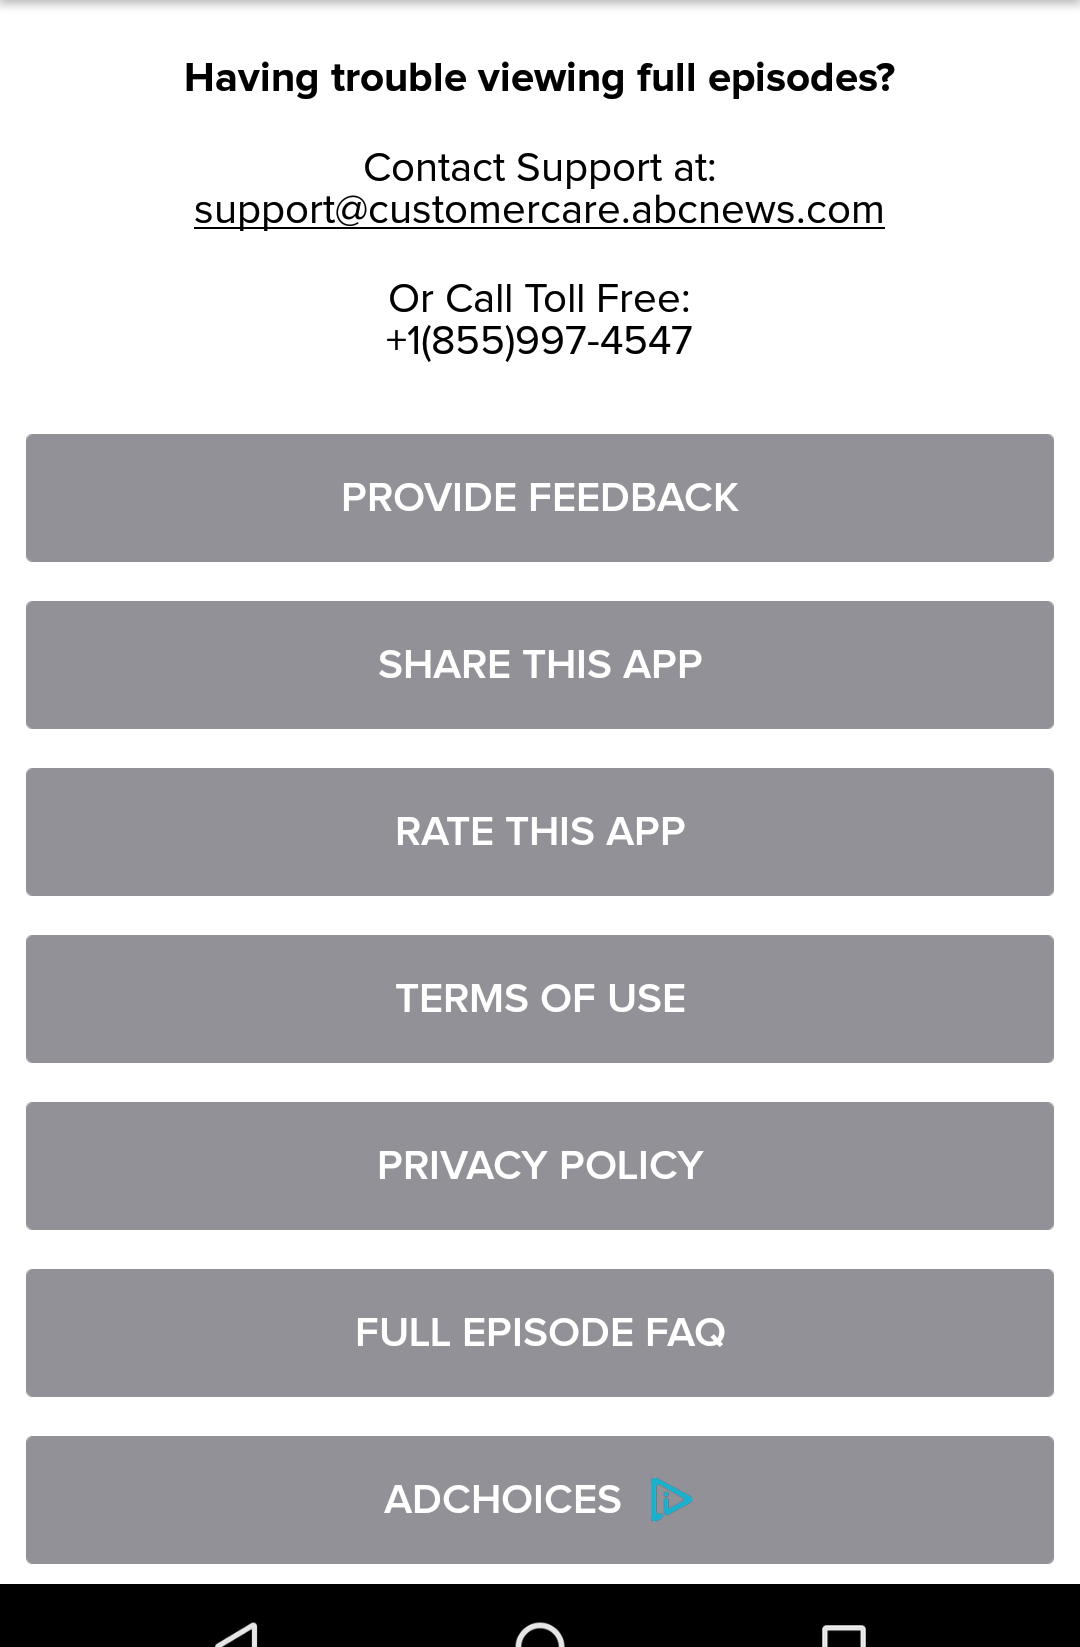 Having trouble viewing full episodes?
Contact Support at:
support@customercare.abcnews.com
Or Call Toll Free:
+1(855)997-4547
PROVIDE FEEDBACK
SHARE THIS APP
RATE THIS APP
TERMS OF USE
PRIVACY POLICY
FULL EPISODE FAQ
ADCHOICES